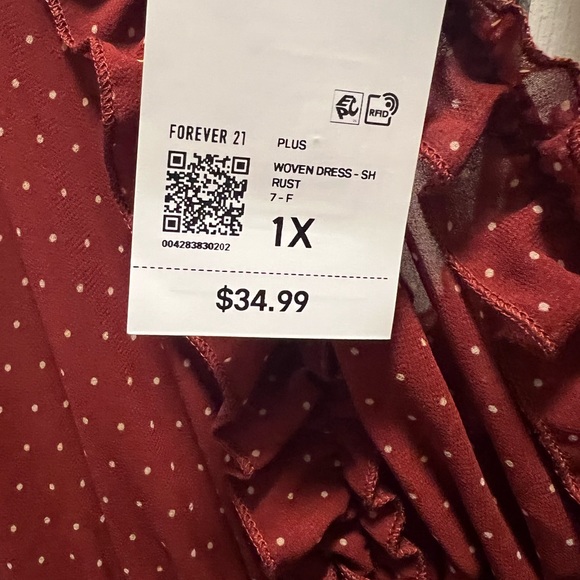 RFID
FOREVER 21
PLUS
WOVEN DRESS - SH
RUST
7 - F
1X
004283830202
$34.99